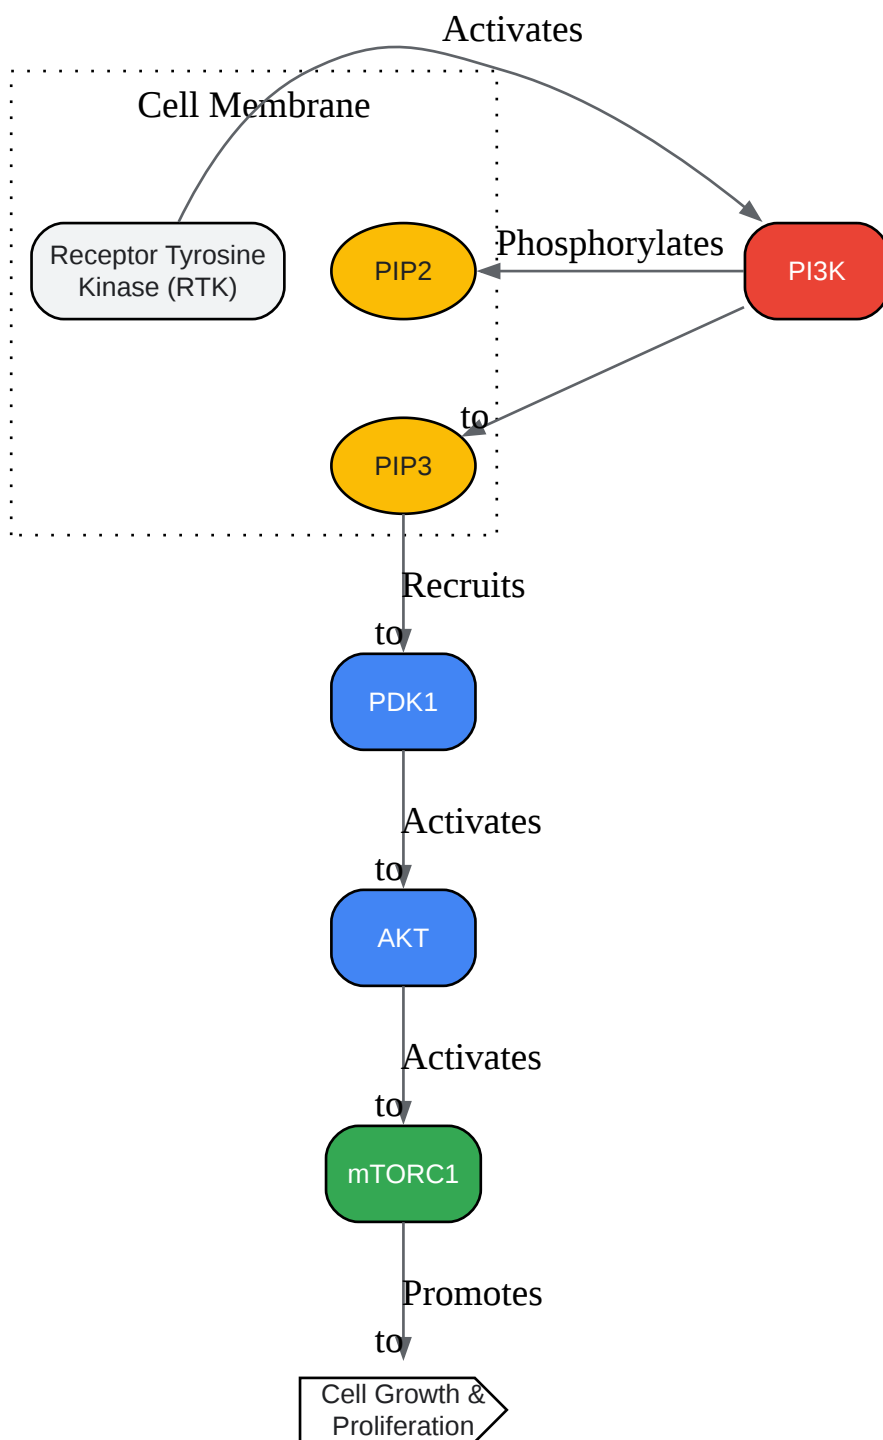 Activates
Cell Membrane
Receptor Tyrosine
Kinase (RTK)
PIP2
Phosphorylates
PI3K
to
PIP3
Recruits
to
PDK1
Activates
to
AKT
Activates
to
mTORC1
Promotes
to
Cell Growth &
Proliferation